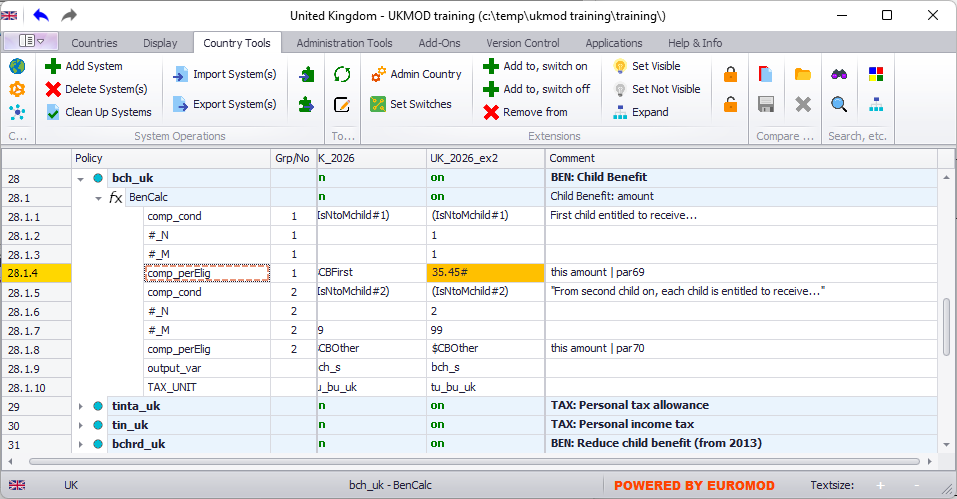 United Kingdom - UKMOD training (c:\temp\ukmod training\training\)
Countries Display Country Tools Administration Tools Add-Ons Version Control Applications Help & Info
Add System Import System(s) Admin Country Add to, switch on Set Visible
Delete System(s) Add to, switch off Set Not Visible
Clean Up Systems Export System(s) Set Switches Remove from Expand
C... System Operations To... Extensions Compare ... Search, etc.
Policy Grp/No K_2026 UK_2026_ex2 Comment
28 bch_uk n on BEN: Child Benefit
28.1 fx BenCalc n on Child Benefit: amount
28.1.1 comp_cond 1 (IsNtoMchild#1) (IsNtoMchild#1) First child entitled to receive...
28.1.2 #_N 1 1
28.1.3 #_M 1 1
28.1.4 comp_perElig 1 $CBFirst 35.45# this amount | par69
28.1.5 comp_cond 2 (IsNtoMchild#2) (IsNtoMchild#2) "From second child on, each child is entitled to receive..."
28.1.6 #_N 2 2
28.1.7 #_M 2 9 99
28.1.8 comp_perElig 2 $CBOther $CBOther this amount | par70
28.1.9 output_var ch_s bch_s
28.1.10 TAX_UNIT u_bu_uk tu_bu_uk
29 tinta_uk n on TAX: Personal tax allowance
30 tin_uk n on TAX: Personal income tax
31 bchrd_uk n on BEN: Reduce child benefit (from 2013)
UK bch_uk - BenCalc POWERED BY EUROMOD Textsize: + -